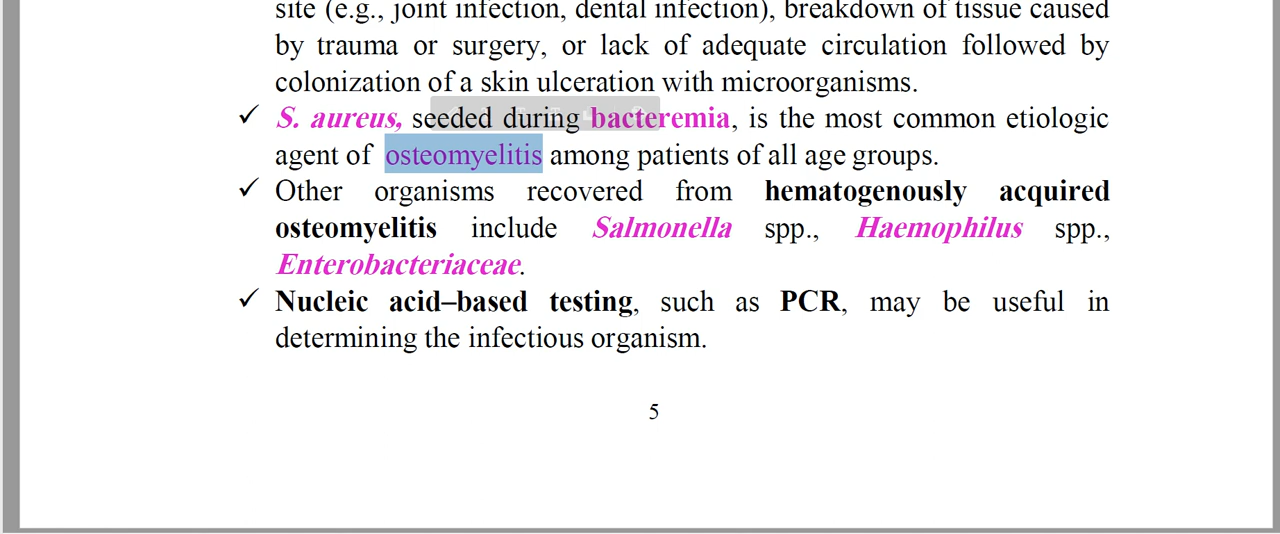 site (e.g., joint infection, dental infection), breakdown of tissue caused
by trauma or surgery, or lack of adequate circulation followed by
colonization of a skin ulceration with microorganisms.
✓ S. aureus, seeded during bacteremia, is the most common etiologic
agent of osteomyelitis among patients of all age groups.
✓ Other organisms recovered from hematogenously acquired
osteomyelitis include Salmonella spp., Haemophilus spp.,
Enterobacteriaceae.
✓ Nucleic acid–based testing, such as PCR, may be useful in
determining the infectious organism.
5